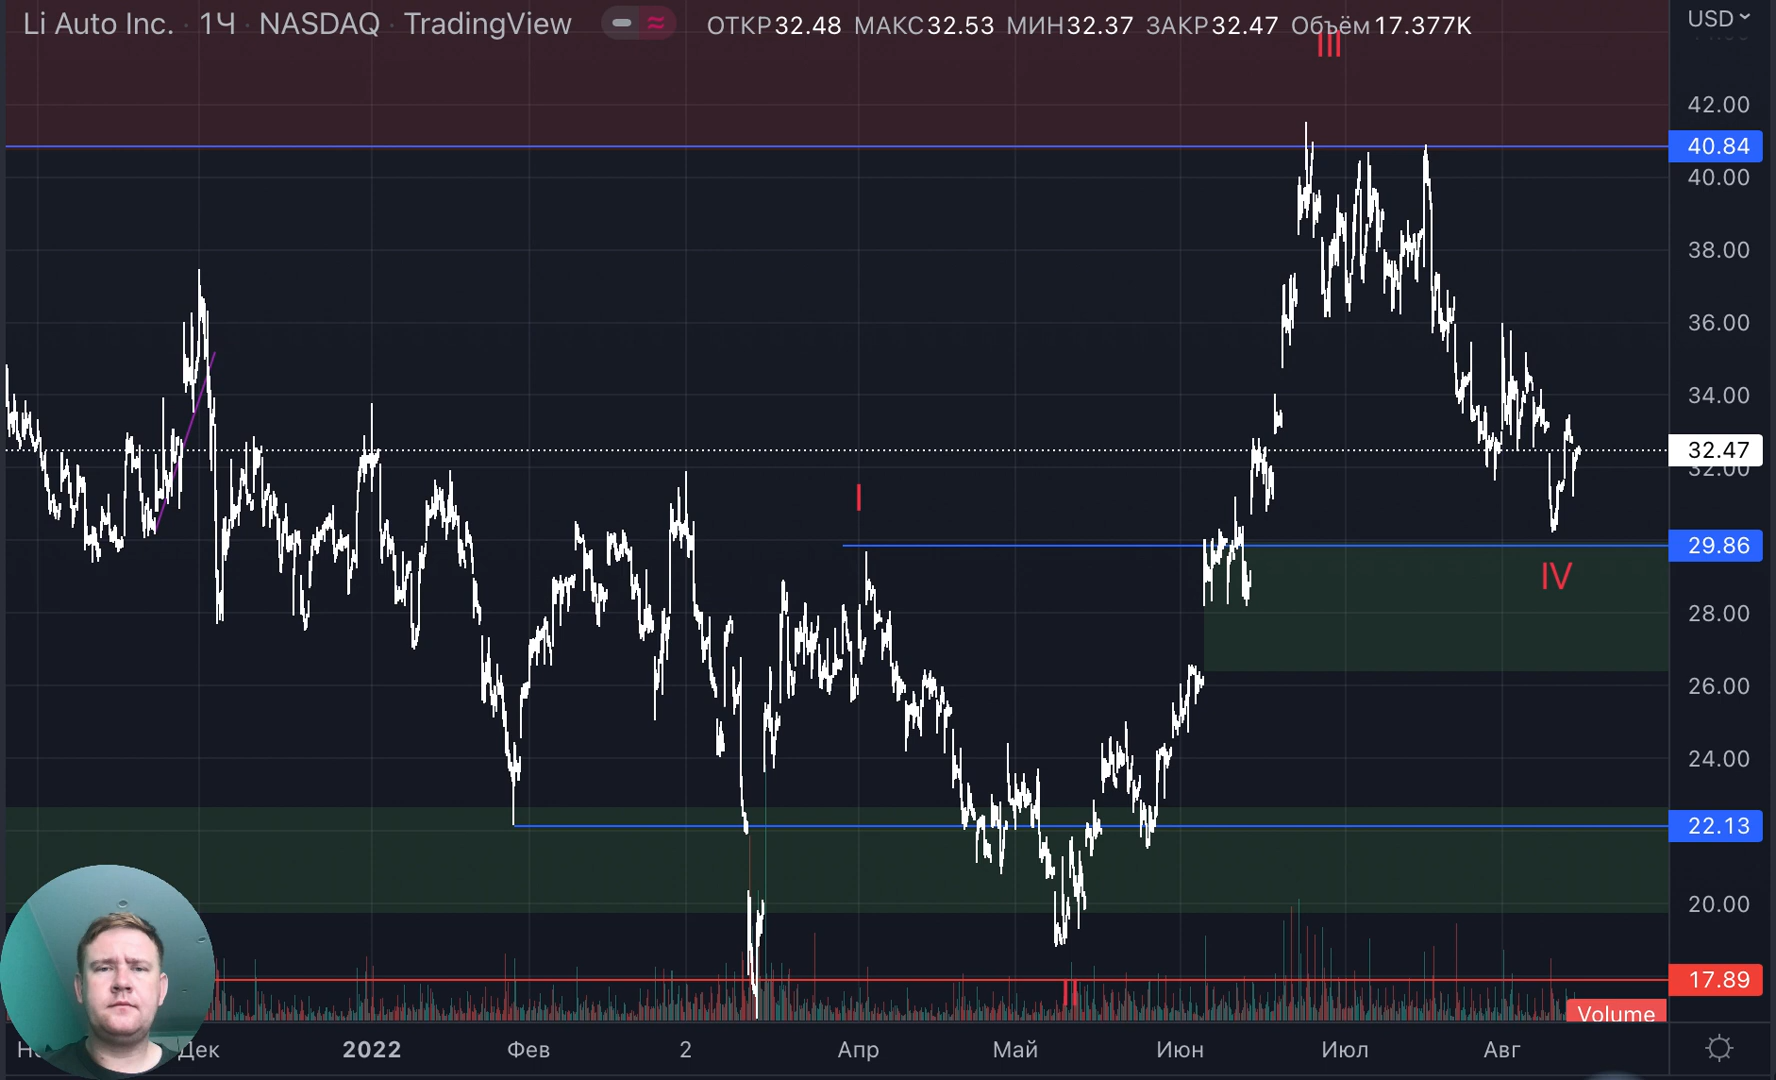 Li Auto Inc. · 1Ч · NASDAQ · TradingView ОТКР32.48 МАКС32.53 МИН32.37 ЗАКР32.47 Объём17.377K
USD
III
42.00
40.84
40.00
38.00
36.00
34.00
32.47
32.00
I
29.86
IV
28.00
26.00
24.00
22.13
20.00
17.89
II
Volume
Дек 2022 Фев 2 Апр Май Июн Июл Авг